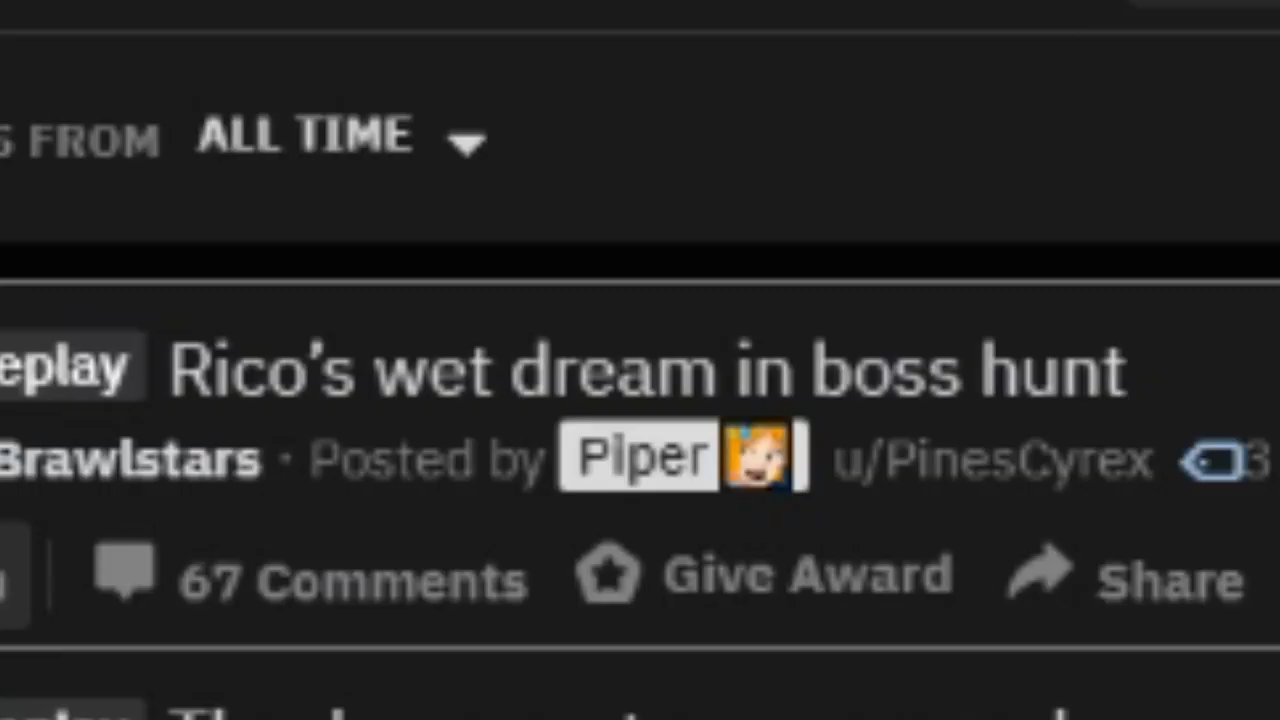 FROM ALL TIME
eplay Rico's wet dream in boss hunt
Brawlstars · Posted by Piper u/PinesCyrex 3
67 Comments Give Award Share